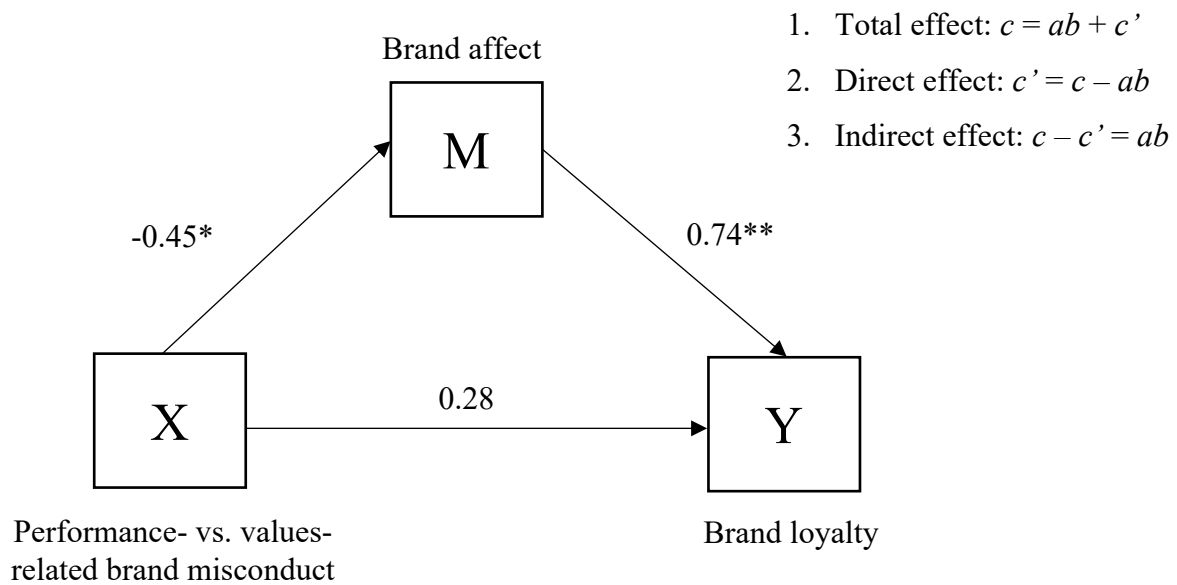 1. Total effect: c = ab + c’
2. Direct effect: c’ = c – ab
3. Indirect effect: c – c’ = ab
Brand affect
M
-0.45*
0.74**
0.28
X
Y
Performance- vs. values-
related brand misconduct
Brand loyalty